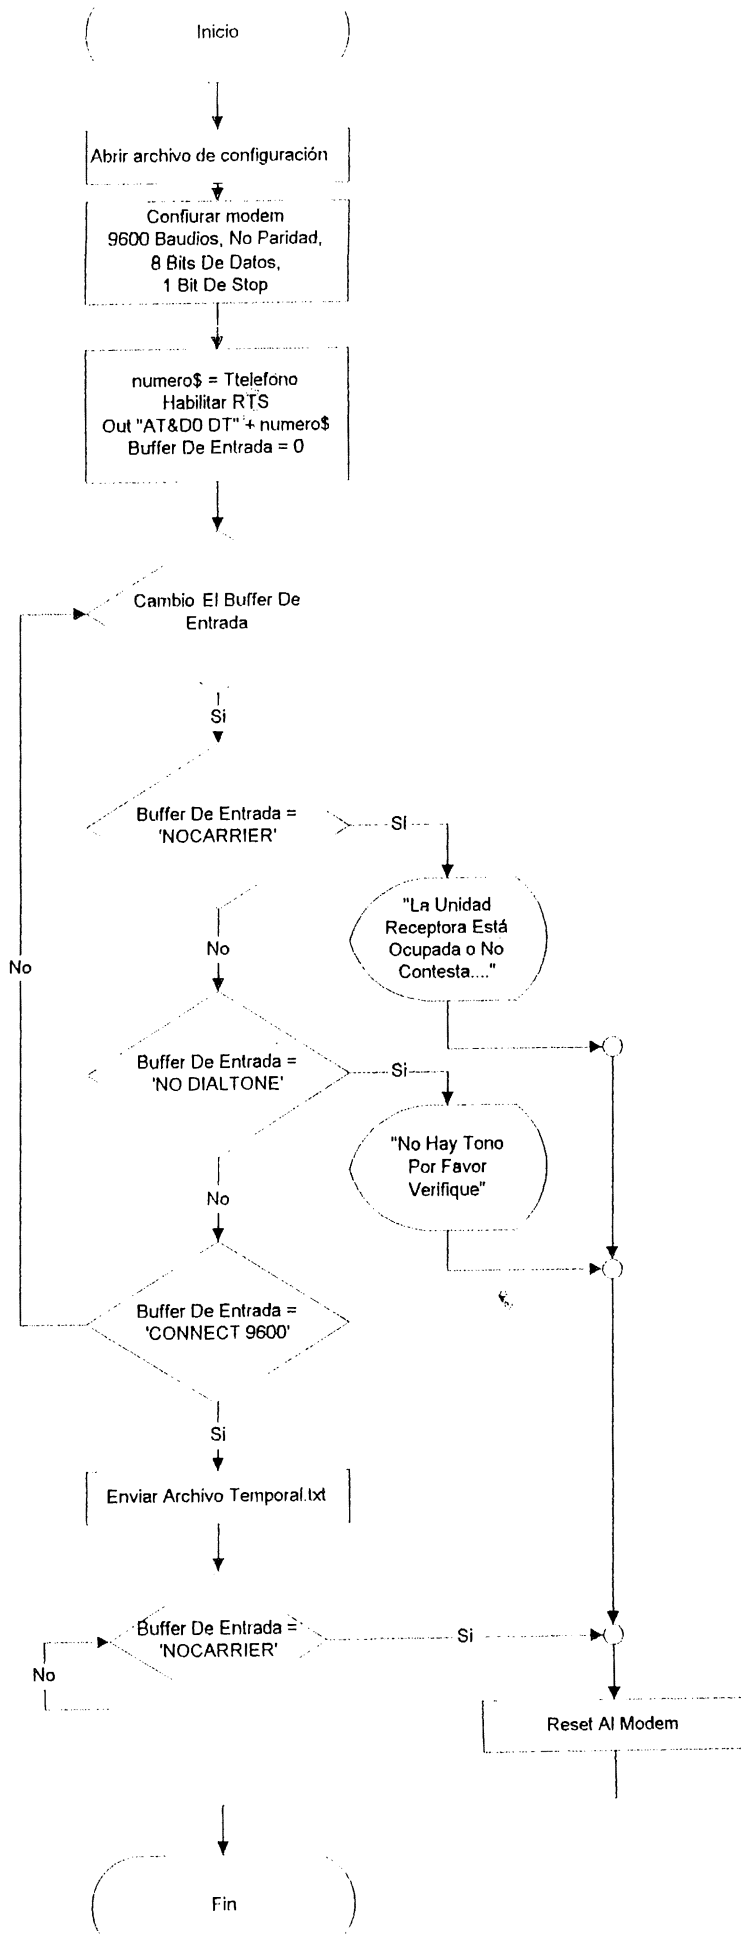 Inicio
Abrir archivo de configuración
Confiurar modem
9600 Baudios, No Paridad,
8 Bits De Datos,
1 Bit De Stop
numero$ = Ttelefono
Habilitar RTS
Out "AT&D0 DT" + numero$
Buffer De Entrada = 0
Cambio El Buffer De
Entrada
Si
Buffer De Entrada =
'NOCARRIER'
Si
"La Unidad
Receptora Está
Ocupada o No
Contesta...."
No
No
Buffer De Entrada =
'NO DIALTONE'
Si
"No Hay Tono
Por Favor
Verifique"
No
Buffer De Entrada =
'CONNECT 9600'
Si
Enviar Archivo Temporal.txt
Buffer De Entrada =
'NOCARRIER'
Si
No
Reset Al Modem
Fin